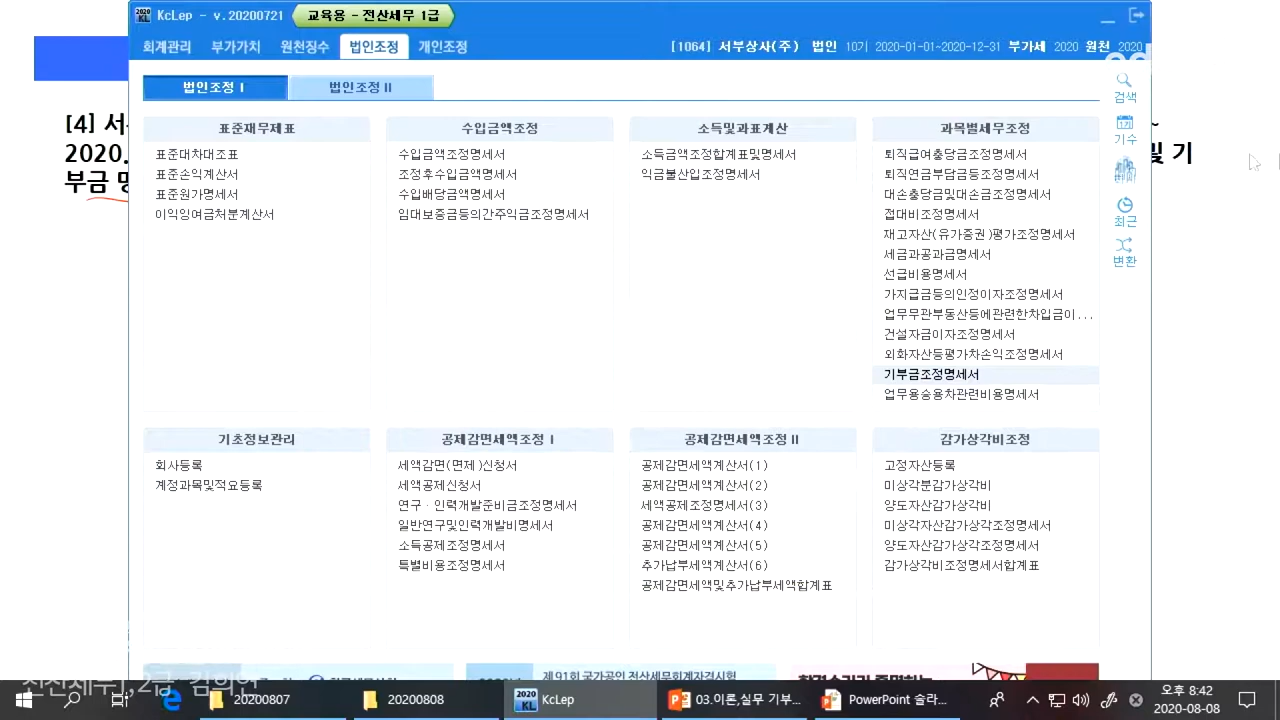 KcLep - v.20200721 교육용 - 전산세무 1급
회계관리 부가가치 원천징수 법인조정 개인조정 [1064] 서부상사(주) 법인 10기 2020-01-01~2020-12-31 부가세 2020 원천 2020
법인조정 I 법인조정 II
검색
기수
최근
변환
[4] 서
2020.
및 기
부금 명
표준재무제표
표준대차대조표
표준손익계산서
표준원가명세서
이익잉여금처분계산서
수입금액조정
수입금액조정명세서
조정후수입금액명세서
수입배당금액명세서
임대보증금등의간주익금조정명세서
소득및과표계산
소득금액조정합계표및명세서
익금불산입조정명세서
과목별세무조정
퇴직급여충당금조정명세서
퇴직연금부담금등조정명세서
대손충당금및대손금조정명세서
접대비조정명세서
재고자산(유가증권)평가조정명세서
세금과공과금명세서
선급비용명세서
가지급금등의인정이자조정명세서
업무무관부동산등에관련한차입금이...
건설자금이자조정명세서
외화자산등평가차손익조정명세서
기부금조정명세서
업무용승용차관련비용명세서
기초정보관리
회사등록
계정과목및적요등록
공제감면세액조정 I
세액감면(면제)신청서
세액공제신청서
연구 · 인력개발준비금조정명세서
일반연구및인력개발비명세서
소득공제조정명세서
특별비용조정명세서
공제감면세액조정 II
공제감면세액계산서(1)
공제감면세액계산서(2)
세액공제조정명세서(3)
공제감면세액계산서(4)
공제감면세액계산서(5)
추가납부세액계산서(6)
공제감면세액및추가납부세액합계표
감가상각비조정
고정자산등록
미상각분감가상각비
양도자산감가상각비
미상각자산감가상각조정명세서
양도자산감가상각조정명세서
감가상각비조정명세서합계표
제91회 국가공인 전산세무회계자격시험
전산세무1,2급 - 김희연
20200807 20200808 KcLep 03.이론,실무 기부... PowerPoint 슬라...
오후 8:42
2020-08-08